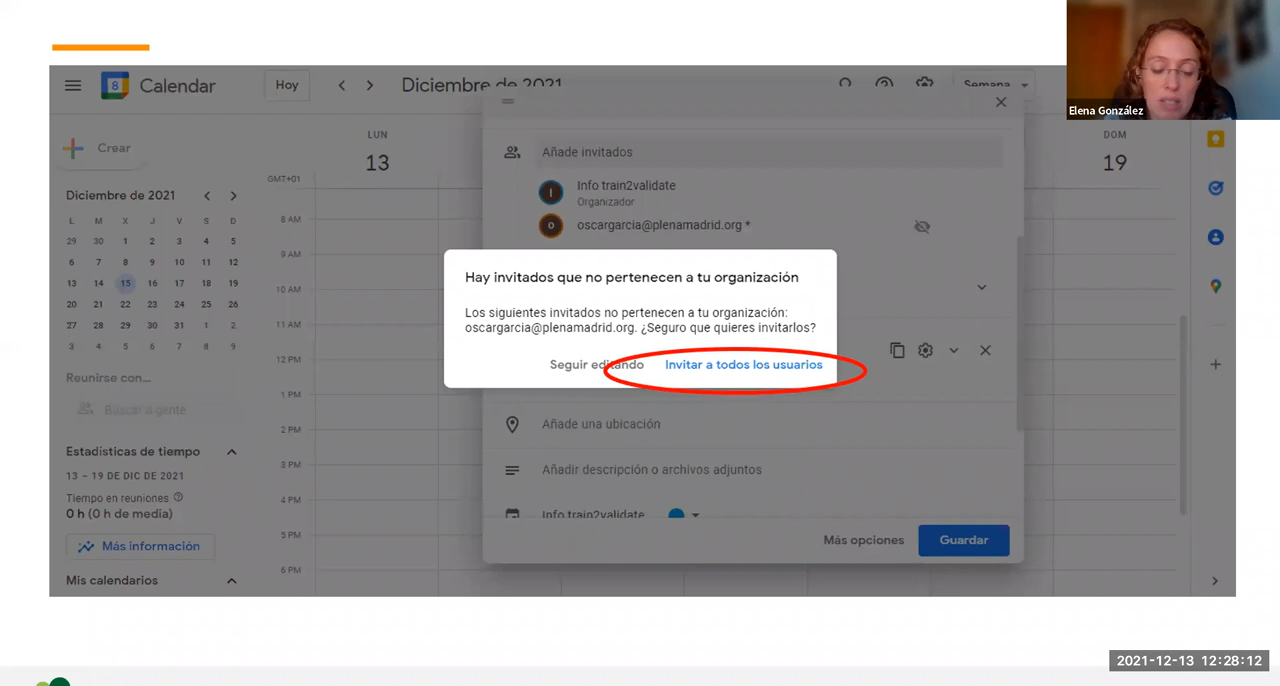 Elena González
Calendar
Hoy
Diciembre de 2021
Semana
Crear
LUN
13
DOM
19
GMT+01
Diciembre de 2021
L M X J V S D
29 30 1 2 3 4 5
6 7 8 9 10 11 12
13 14 15 16 17 18 19
20 21 22 23 24 25 26
27 28 29 30 31 1 2
3 4 5 6 7 8 9
Reunirse con...
Buscar a gente
Estadísticas de tiempo
13 – 19 DE DIC DE 2021
Tiempo en reuniones
0 h (0 h de media)
Más información
Mis calendarios
8 AM
9 AM
10 AM
11 AM
12 PM
1 PM
2 PM
3 PM
4 PM
5 PM
6 PM
Añade invitados
I
Info train2validate
Organizador
O
oscargarcia@plenamadrid.org *
Hay invitados que no pertenecen a tu organización
Los siguientes invitados no pertenecen a tu organización:
oscargarcia@plenamadrid.org. ¿Seguro que quieres invitarlos?
Seguir editando
Invitar a todos los usuarios
Añade una ubicación
Añadir descripción o archivos adjuntos
Info train2validate
Más opciones
Guardar
2021-12-13 12:28:12